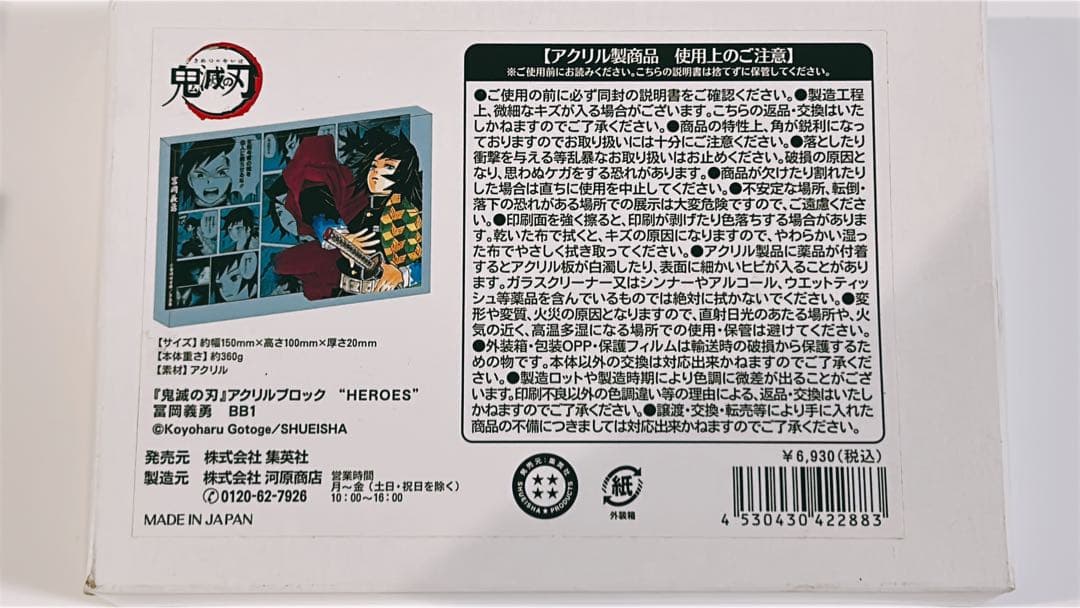 きめつのやいば
鬼滅の刃
冨岡義勇
【サイズ】約幅150mm×高さ100mm×厚さ20mm
【本体重さ】約360g
【素材】アクリル
『鬼滅の刃』アクリルブロック “HEROES”
冨岡義勇 BB1
©Koyoharu Gotoge/SHUEISHA
発売元 株式会社 集英社
製造元 株式会社 河原商店
0120-62-7926
営業時間
月～金（土日・祝日を除く）
10：00～16：00
MADE IN JAPAN
【アクリル製商品 使用上のご注意】
※ご使用前にお読みください。こちらの説明書は捨てずに保管してください。
●ご使用の前に必ず同封の説明書をご確認ください。●製造工程
上、微細なキズが入る場合がございます。こちらの返品・交換はいた
しかねますのでご了承ください。●商品の特性上、角が鋭利になっ
ておりますのでお取り扱いには十分にご注意ください。●落としたり
衝撃を与える等乱暴なお取り扱いはお止めください。破損の原因と
なり、思わぬケガをする恐れがあります。●商品が欠けたり割れたり
した場合は直ちに使用を中止してください。●不安定な場所、転倒・
落下の恐れがある場所での展示は大変危険ですので、ご遠慮くださ
い。●印刷面を強く擦ると、印刷が剥げたり色落ちする場合がありま
す。乾いた布で拭くと、キズの原因になりますので、やわらかい湿っ
た布でやさしく拭き取ってください。●アクリル製品に薬品が付着
するとアクリル板が白濁したり、表面に細かいヒビが入ることがあり
ます。ガラスクリーナー又はシンナーやアルコール、ウエットティッ
シュ等薬品を含んでいるものでは絶対に拭かないでください。●変
形や変質、火災の原因となりますので、直射日光のあたる場所や、火
気の近く、高温多湿になる場所での使用・保管は避けてください。
●外装箱・包装OPP・保護フィルムは輸送時の破損から保護するた
めの物です。本体以外の交換は対応出来かねますのでご了承くださ
い。●製造ロットや製造時期により色調に微差が出ることがござい
ます。印刷不良以外の色調違い等の理由による、返品・交換はいたし
かねますのでご了承ください。●譲渡・交換・転売等により手に入れた
商品の不備につきましては対応出来かねますのでご了承ください。
¥6,930(税込)
発売元：集英社
SHUEISHA PRODUCTS
紙
外装箱
4 530430 422883